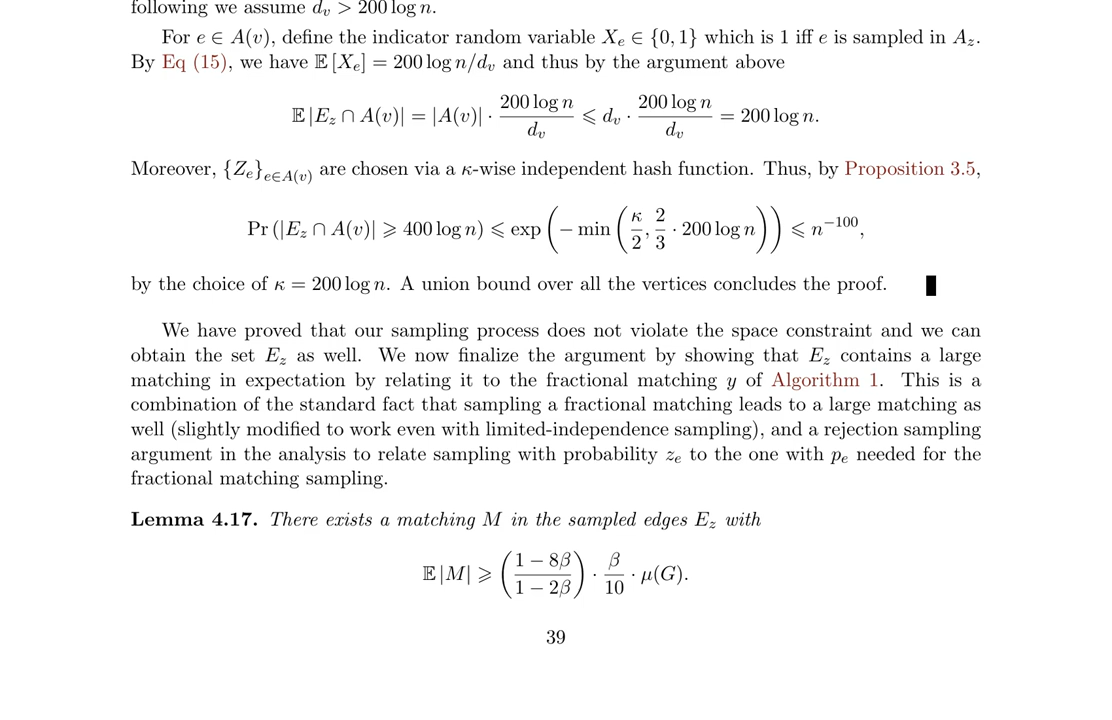 following we assume d_v > 200 log n.
For e ∈ A(v), define the indicator random variable X_e ∈ {0, 1} which is 1 iff e is sampled in A_z.
By Eq (15), we have 𝔼 [X_e] = 200 log n/d_v and thus by the argument above
𝔼 |E_z ∩ A(v)| = |A(v)| · \frac{200 log n}{d_v} ⩽ d_v · \frac{200 log n}{d_v} = 200 log n.
Moreover, {Z_e}_{e∈A(v)} are chosen via a κ-wise independent hash function. Thus, by Proposition 3.5,
Pr (|E_z ∩ A(v)| ⩾ 400 log n) ⩽ exp ( − min ( \frac{κ}{2}, \frac{2}{3} · 200 log n ) ) ⩽ n^{−100},
by the choice of κ = 200 log n. A union bound over all the vertices concludes the proof. ▮
We have proved that our sampling process does not violate the space constraint and we can
obtain the set E_z as well. We now finalize the argument by showing that E_z contains a large
matching in expectation by relating it to the fractional matching y of Algorithm 1. This is a
combination of the standard fact that sampling a fractional matching leads to a large matching as
well (slightly modified to work even with limited-independence sampling), and a rejection sampling
argument in the analysis to relate sampling with probability z_e to the one with p_e needed for the
fractional matching sampling.
Lemma 4.17. There exists a matching M in the sampled edges E_z with
𝔼 |M| ⩾ ( \frac{1 − 8β}{1 − 2β} ) · \frac{β}{10} · μ(G).
39